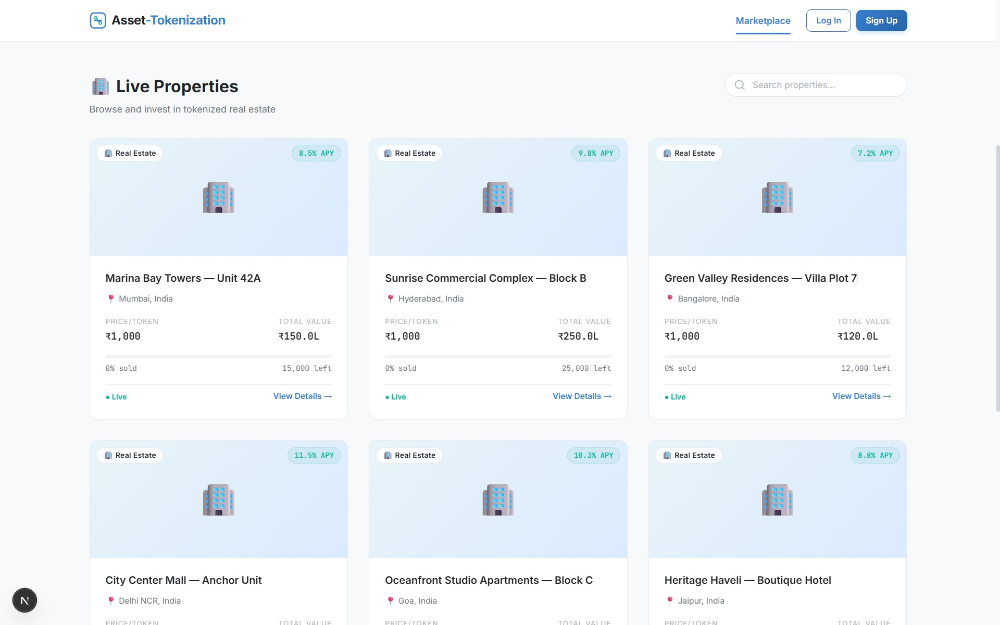 Asset-Tokenization
Marketplace
Log In
Sign Up
Live Properties
Search properties...
Browse and invest in tokenized real estate
Real Estate
8.5% APY
Real Estate
9.8% APY
Real Estate
7.2% APY
Marina Bay Towers — Unit 42A
Mumbai, India
PRICE/TOKEN
TOTAL VALUE
₹1,000
₹150.0L
0% sold
15,000 left
● Live
View Details →
Sunrise Commercial Complex — Block B
Hyderabad, India
PRICE/TOKEN
TOTAL VALUE
₹1,000
₹250.0L
0% sold
25,000 left
● Live
View Details →
Green Valley Residences — Villa Plot 7
Bangalore, India
PRICE/TOKEN
TOTAL VALUE
₹1,000
₹120.0L
0% sold
12,000 left
● Live
View Details →
Real Estate
11.5% APY
Real Estate
10.3% APY
Real Estate
8.8% APY
City Center Mall — Anchor Unit
Delhi NCR, India
PRICE/TOKEN
TOTAL VALUE
Oceanfront Studio Apartments — Block C
Goa, India
PRICE/TOKEN
TOTAL VALUE
Heritage Haveli — Boutique Hotel
Jaipur, India
PRICE/TOKEN
TOTAL VALUE
N